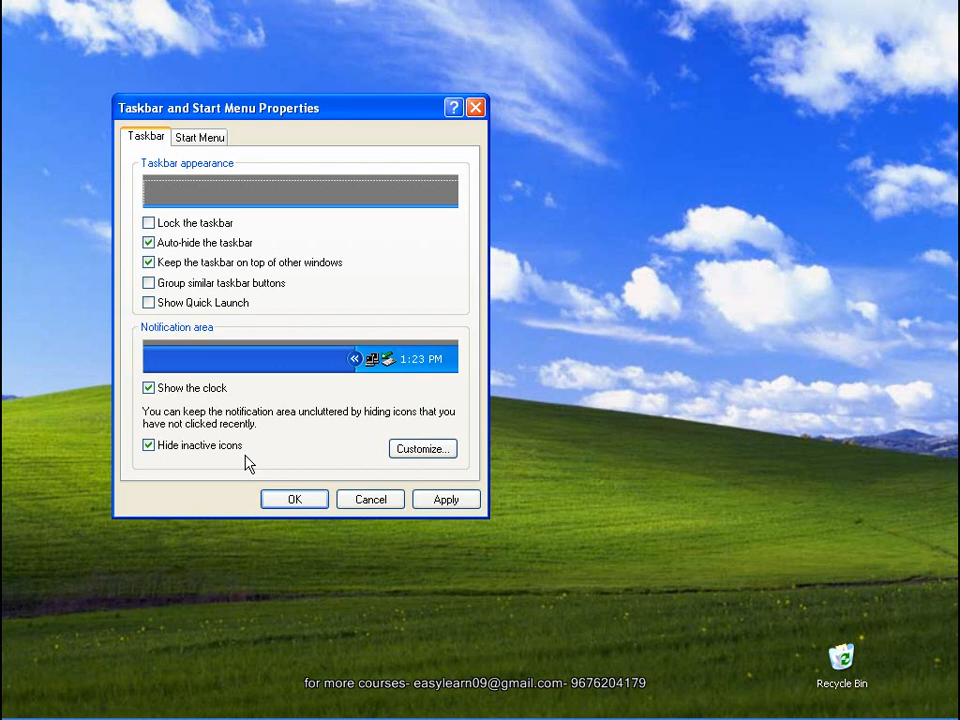 Taskbar and Start Menu Properties
Taskbar
Start Menu
Taskbar appearance
Lock the taskbar
Auto-hide the taskbar
Keep the taskbar on top of other windows
Group similar taskbar buttons
Show Quick Launch
Notification area
1:23 PM
Show the clock
You can keep the notification area uncluttered by hiding icons that you
have not clicked recently.
Hide inactive icons
Customize...
OK
Cancel
Apply
Recycle Bin
for more courses- easylearn09@gmail.com- 9676204179